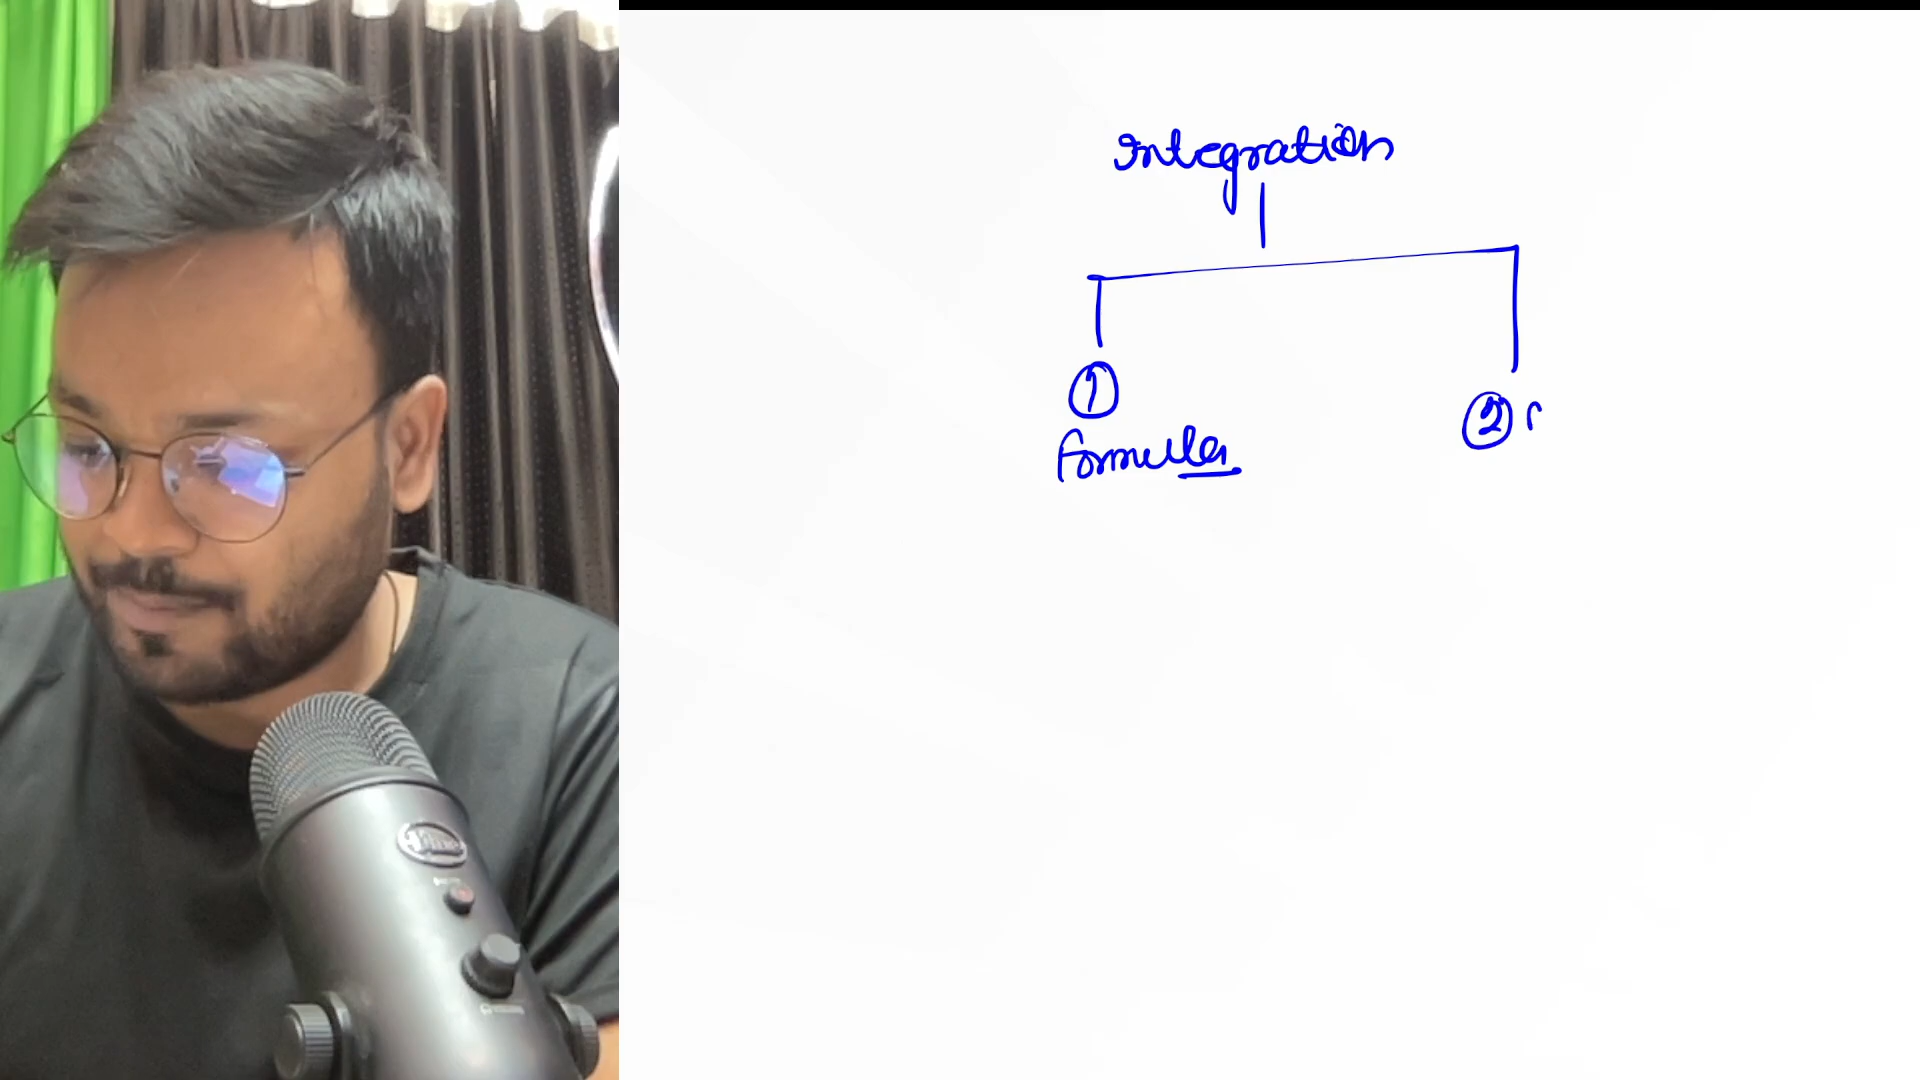 Integration
① ②
Formula